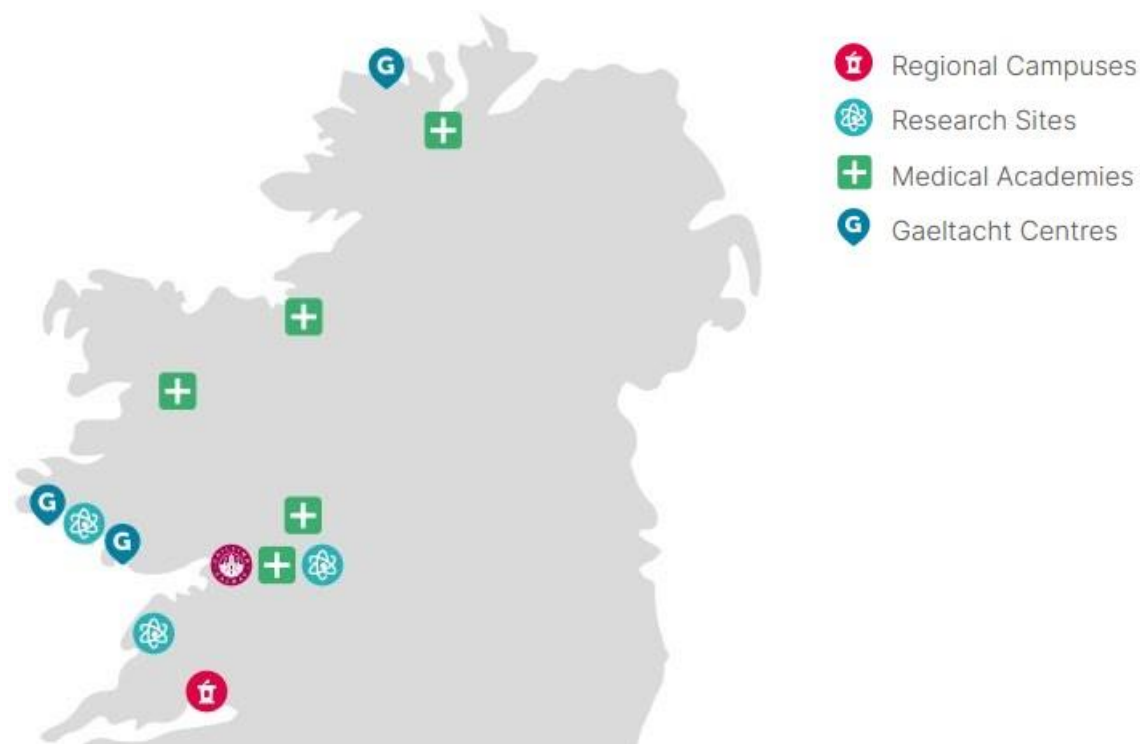 G
Regional Campuses
Research Sites
Medical Academies
G Gaeltacht Centres
G
G